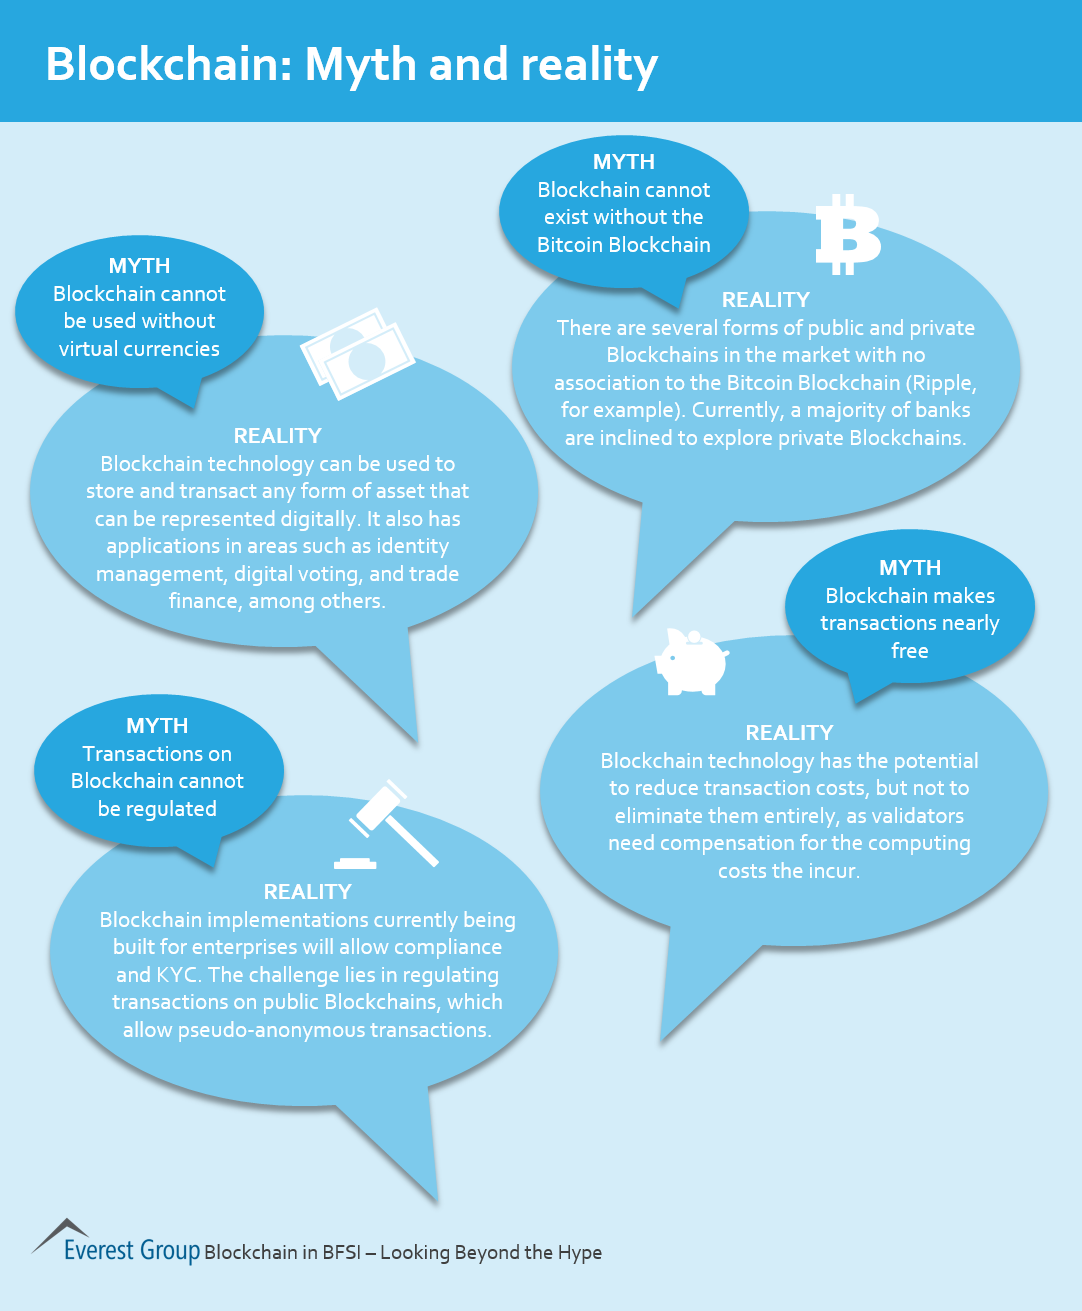 Blockchain: Myth and reality
MYTH
Blockchain cannot
exist without the
Bitcoin Blockchain
REALITY
There are several forms of public and private
Blockchains in the market with no
association to the Bitcoin Blockchain (Ripple,
for example). Currently, a majority of banks
are inclined to explore private Blockchains.
MYTH
Blockchain cannot
be used without
virtual currencies
REALITY
Blockchain technology can be used to
store and transact any form of asset that
can be represented digitally. It also has
applications in areas such as identity
management, digital voting, and trade
finance, among others.
MYTH
Blockchain makes
transactions nearly
free
REALITY
Blockchain technology has the potential
to reduce transaction costs, but not to
eliminate them entirely, as validators
need compensation for the computing
costs the incur.
MYTH
Transactions on
Blockchain cannot
be regulated
REALITY
Blockchain implementations currently being
built for enterprises will allow compliance
and KYC. The challenge lies in regulating
transactions on public Blockchains, which
allow pseudo-anonymous transactions.
Everest Group Blockchain in BFSI – Looking Beyond the Hype